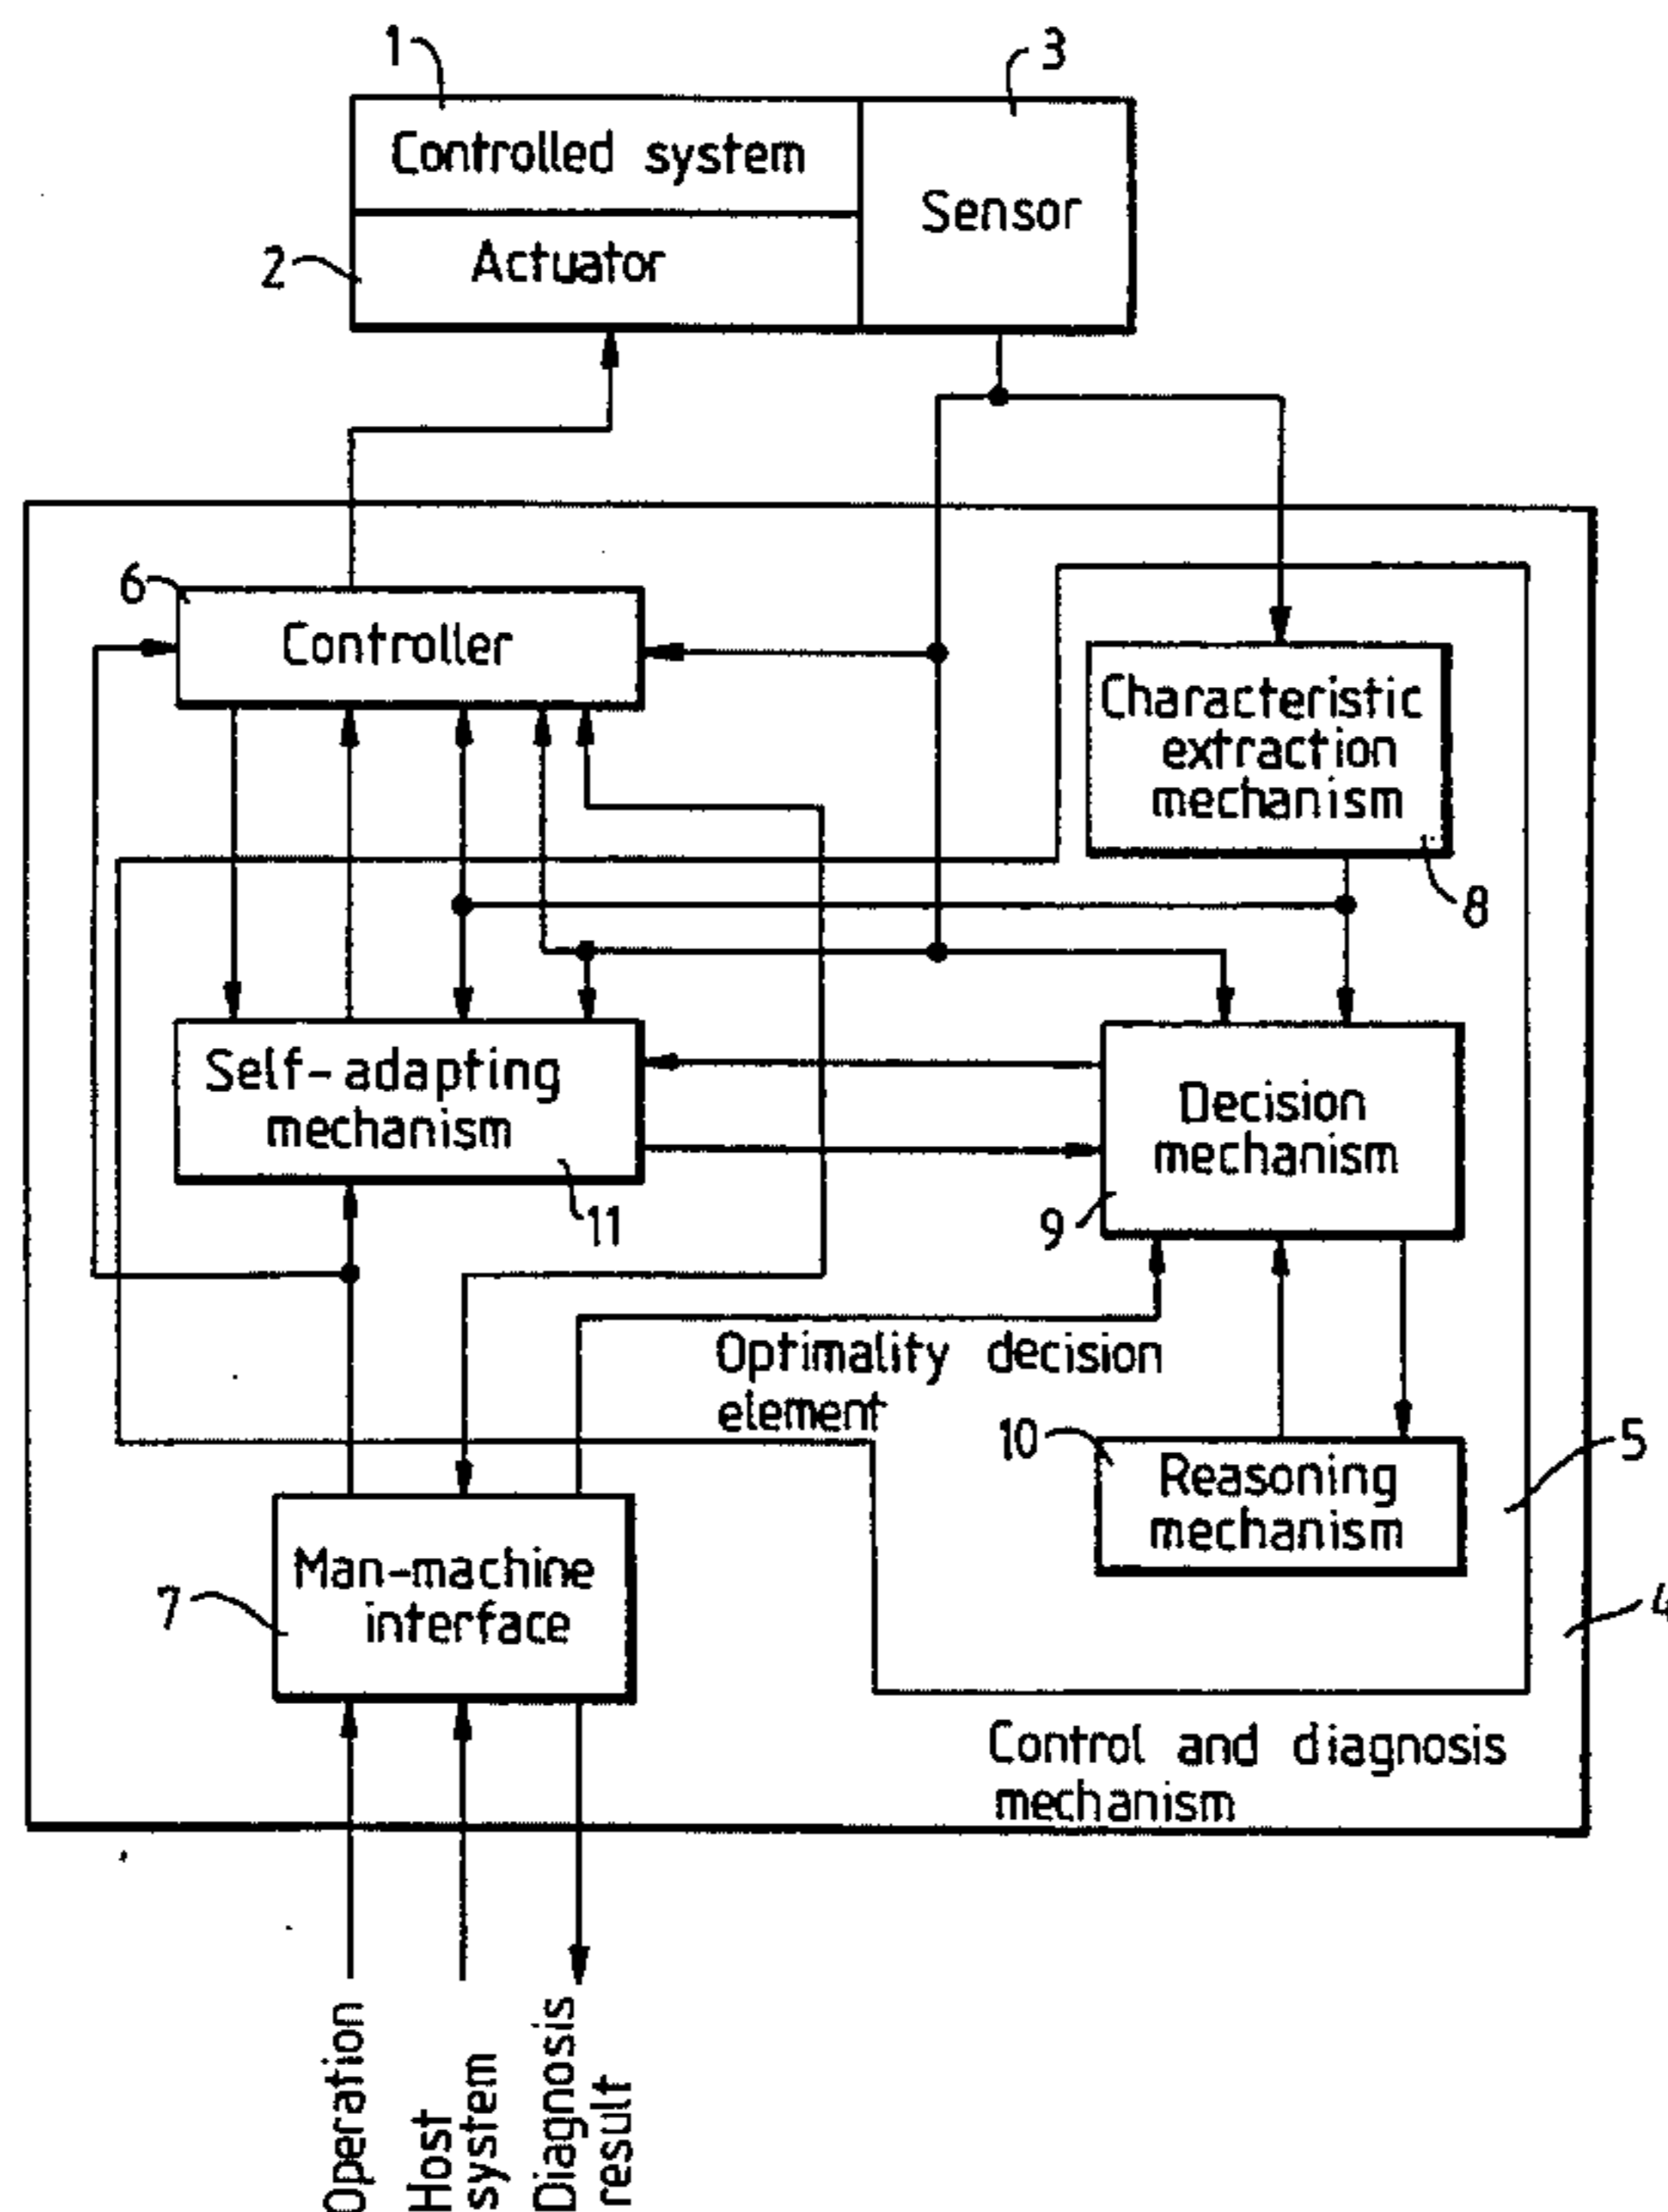 1
3
Controlled system
Sensor
2
Actuator
6
Controller
Characteristic
extraction
mechanism
8
Self-adapting
mechanism
11
Decision
mechanism
9
Optimality decision
element
10
Reasoning
mechanism
5
Man-machine
interface
7
4
Control and diagnosis
mechanism
Operation
Host
system
Diagnosis
result